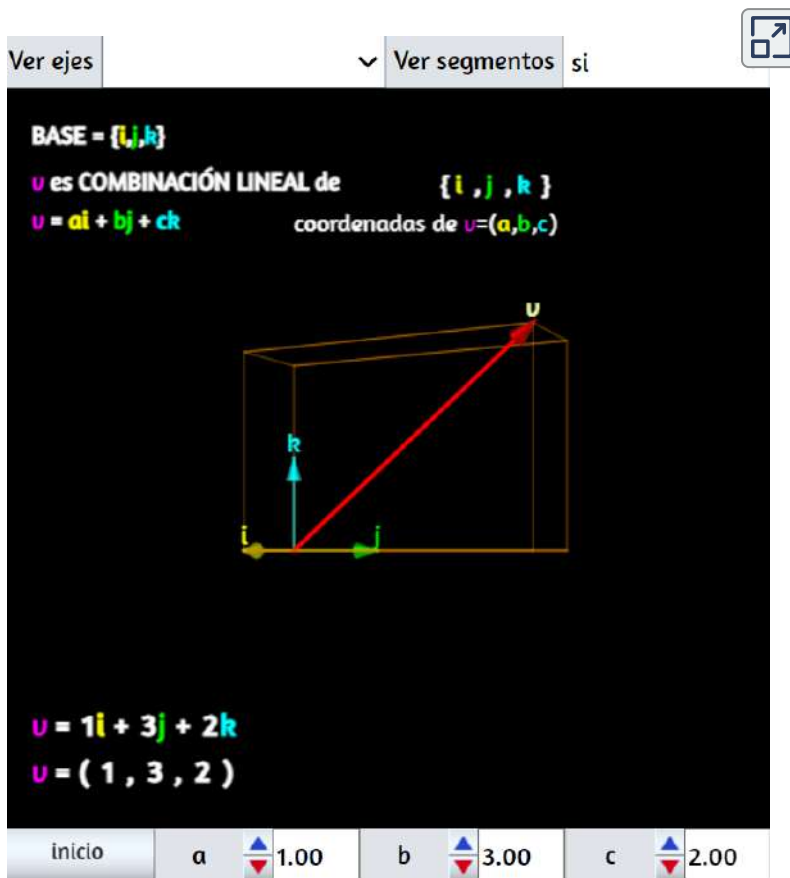 Ver ejes Ver segmentos si
BASE = {i,j,k}
υ es COMBINACIÓN LINEAL de { i , j , k }
υ = ai + bj + ck coordenadas de υ=(a,b,c)
υ
k
i j
υ = 1i + 3j + 2k
υ = ( 1 , 3 , 2 )
inicio a 1.00 b 3.00 c 2.00